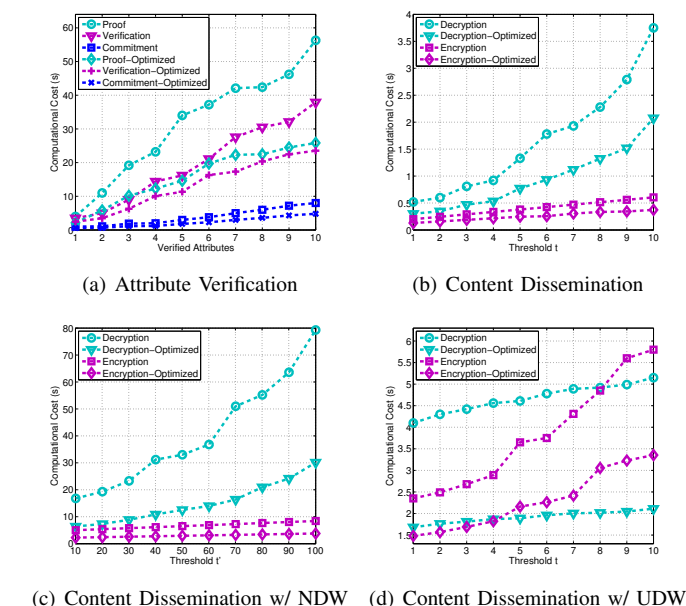 Proof
Verification
Commitment
Proof−Optimized
Verification−Optimized
Commitment−Optimized
Computational Cost (s)
60
50
40
30
20
10
0
1 2 3 4 5 6 7 8 9 10
Verified Attributes
(a) Attribute Verification
Decryption
Decryption−Optimized
Encryption
Encryption−Optimized
Computational Cost (s)
4
3.5
3
2.5
2
1.5
1
0.5
0
1 2 3 4 5 6 7 8 9 10
Threshold t
(b) Content Dissemination
Decryption
Decryption−Optimized
Encryption
Encryption−Optimized
Computational Cost (s)
80
70
60
50
40
30
20
10
0
10 20 30 40 50 60 70 80 90 100
Threshold t'
(c) Content Dissemination w/ NDW
Decryption
Decryption−Optimized
Encryption
Encryption−Optimized
Computational Cost (s)
6
5.5
5
4.5
4
3.5
3
2.5
2
1.5
1 2 3 4 5 6 7 8 9 10
Threshold t
(d) Content Dissemination w/ UDW